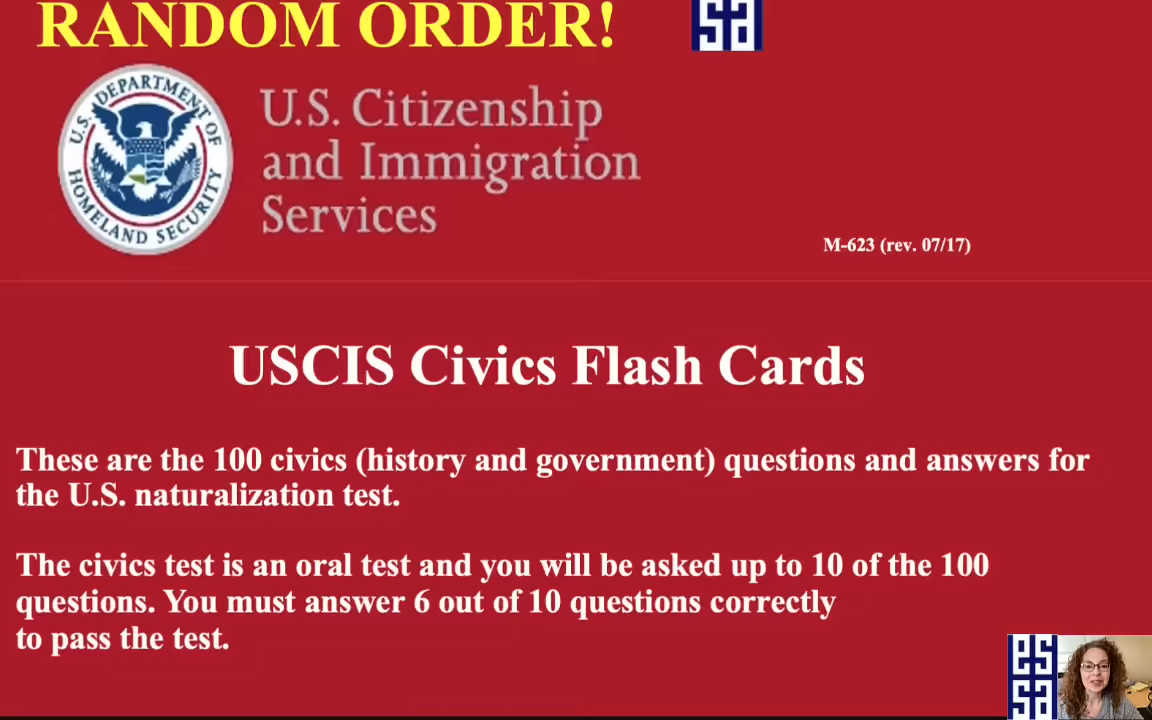 RANDOM ORDER!
U.S. DEPARTMENT OF
HOMELAND SECURITY
U.S. Citizenship
and Immigration
Services
M-623 (rev. 07/17)
USCIS Civics Flash Cards
These are the 100 civics (history and government) questions and answers for
the U.S. naturalization test.
The civics test is an oral test and you will be asked up to 10 of the 100
questions. You must answer 6 out of 10 questions correctly
to pass the test.